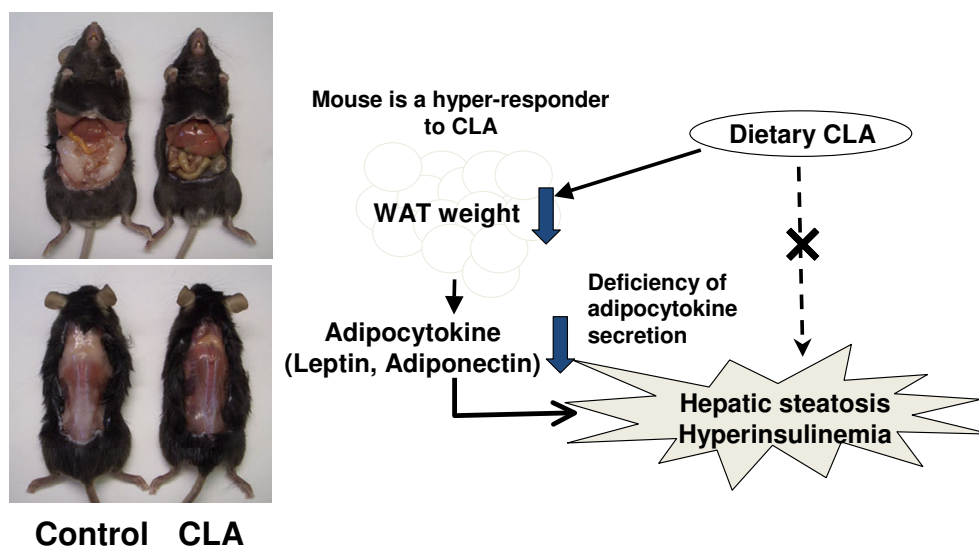 Mouse is a hyper-responder
to CLA
Dietary CLA
WAT weight
Deficiency of
adipocytokine
secretion
Adipocytokine
(Leptin, Adiponectin)
Hepatic steatosis
Hyperinsulinemia
Control CLA